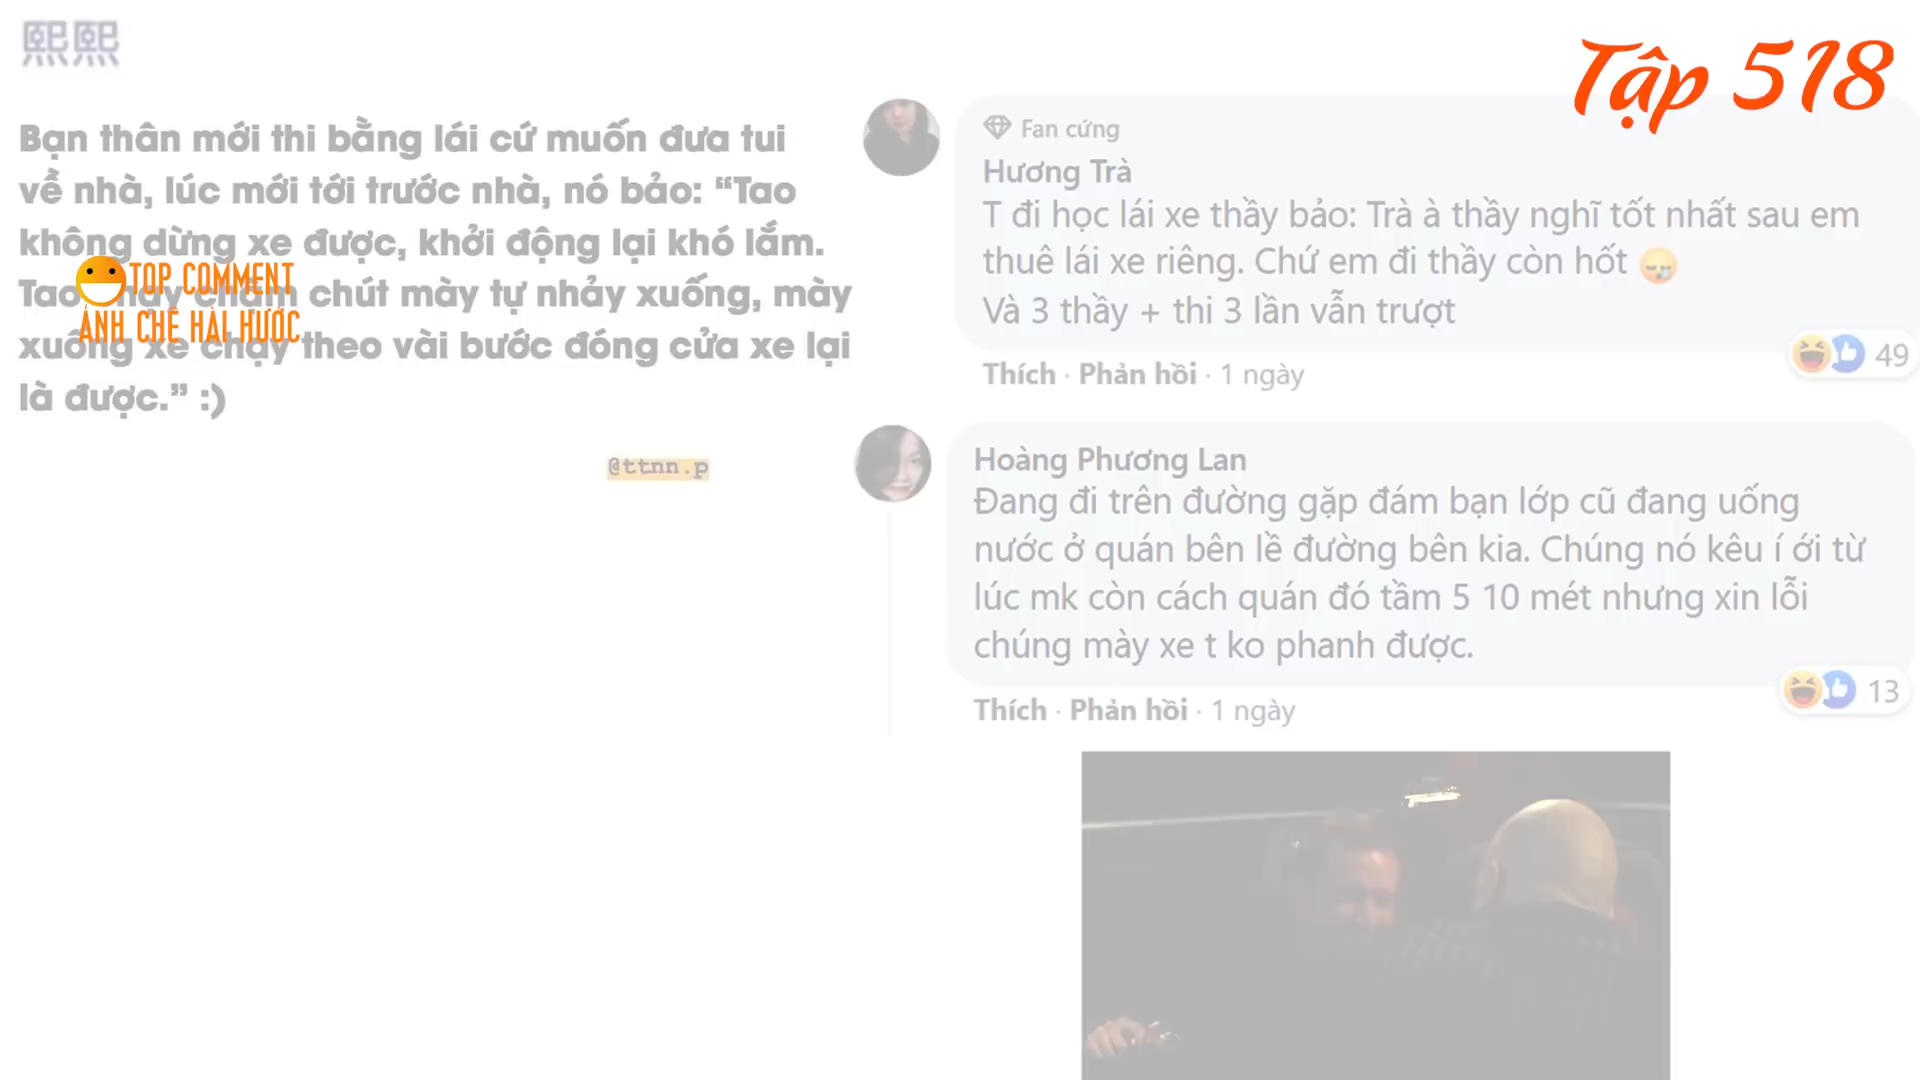 熙熙
Tập 518
Bạn thân mới thi bằng lái cứ muốn đưa tui
về nhà, lúc mới tới trước nhà, nó bảo: “Tao
không dừng xe được, khởi động lại khó lắm.
Tao chạy chậm chút mày tự nhảy xuống, mày
xuống xe chạy theo vài bước đóng cửa xe lại
là được.” :)
TOP COMMENT
ẢNH CHẾ HÀI HƯỚC
@ttnn.p
Fan cứng
Hương Trà
T đi học lái xe thầy bảo: Trà à thầy nghĩ tốt nhất sau em
thuê lái xe riêng. Chứ em đi thầy còn hốt
Và 3 thầy + thi 3 lần vẫn trượt
49
Thích · Phản hồi · 1 ngày
Hoàng Phương Lan
Đang đi trên đường gặp đám bạn lớp cũ đang uống
nước ở quán bên lề đường bên kia. Chúng nó kêu í ới từ
lúc mk còn cách quán đó tầm 5 10 mét nhưng xin lỗi
chúng mày xe t ko phanh được.
13
Thích · Phản hồi · 1 ngày